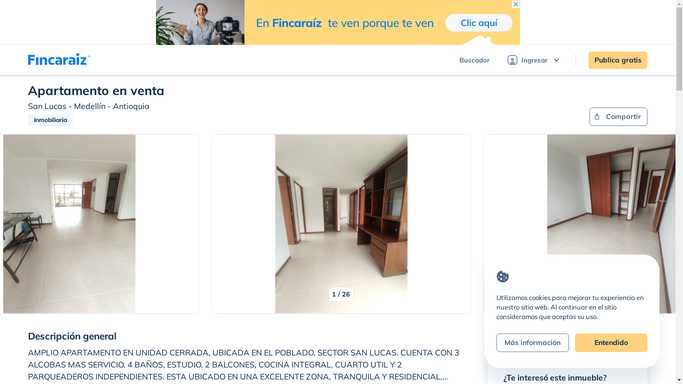 En Fincaraíz te ven porque te ven
Clic aquí
Fincaraiz
Buscador
Ingresar
Publica gratis
Apartamento en venta
San Lucas - Medellín - Antioquia
Inmobiliaria
Compartir
1 / 26
Utilizamos cookies para mejorar tu experiencia en
nuestro sitio web. Al continuar en el sitio
consideramos que aceptas su uso.
Más información
Entendido
Descripción general
AMPLIO APARTAMENTO EN UNIDAD CERRADA, UBICADA EN EL POBLADO, SECTOR SAN LUCAS. CUENTA CON 3
ALCOBAS MAS SERVICIO, 4 BAÑOS, ESTUDIO, 2 BALCONES, COCINA INTEGRAL, CUARTO UTIL Y 2
PARQUEADEROS INDEPENDIENTES. ESTA UBICADO EN UNA EXCELENTE ZONA, TRANQUILA Y RESIDENCIAL,...
¿Te interesó este inmueble?